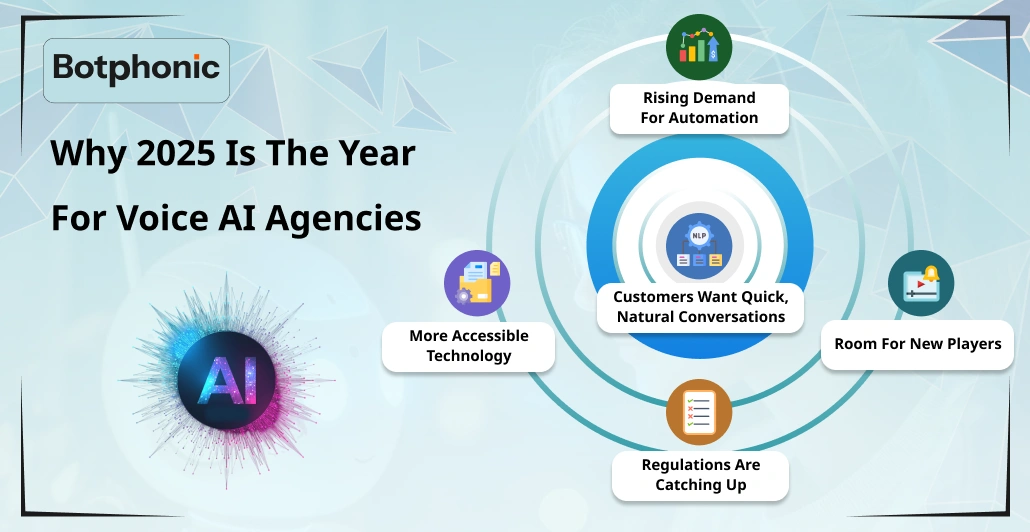 Botphonic
Why 2025 Is The Year
For Voice AI Agencies
AI
Rising Demand
For Automation
NLP
Customers Want Quick,
Natural Conversations
More Accessible
Technology
Room For New Players
Regulations Are
Catching Up
$